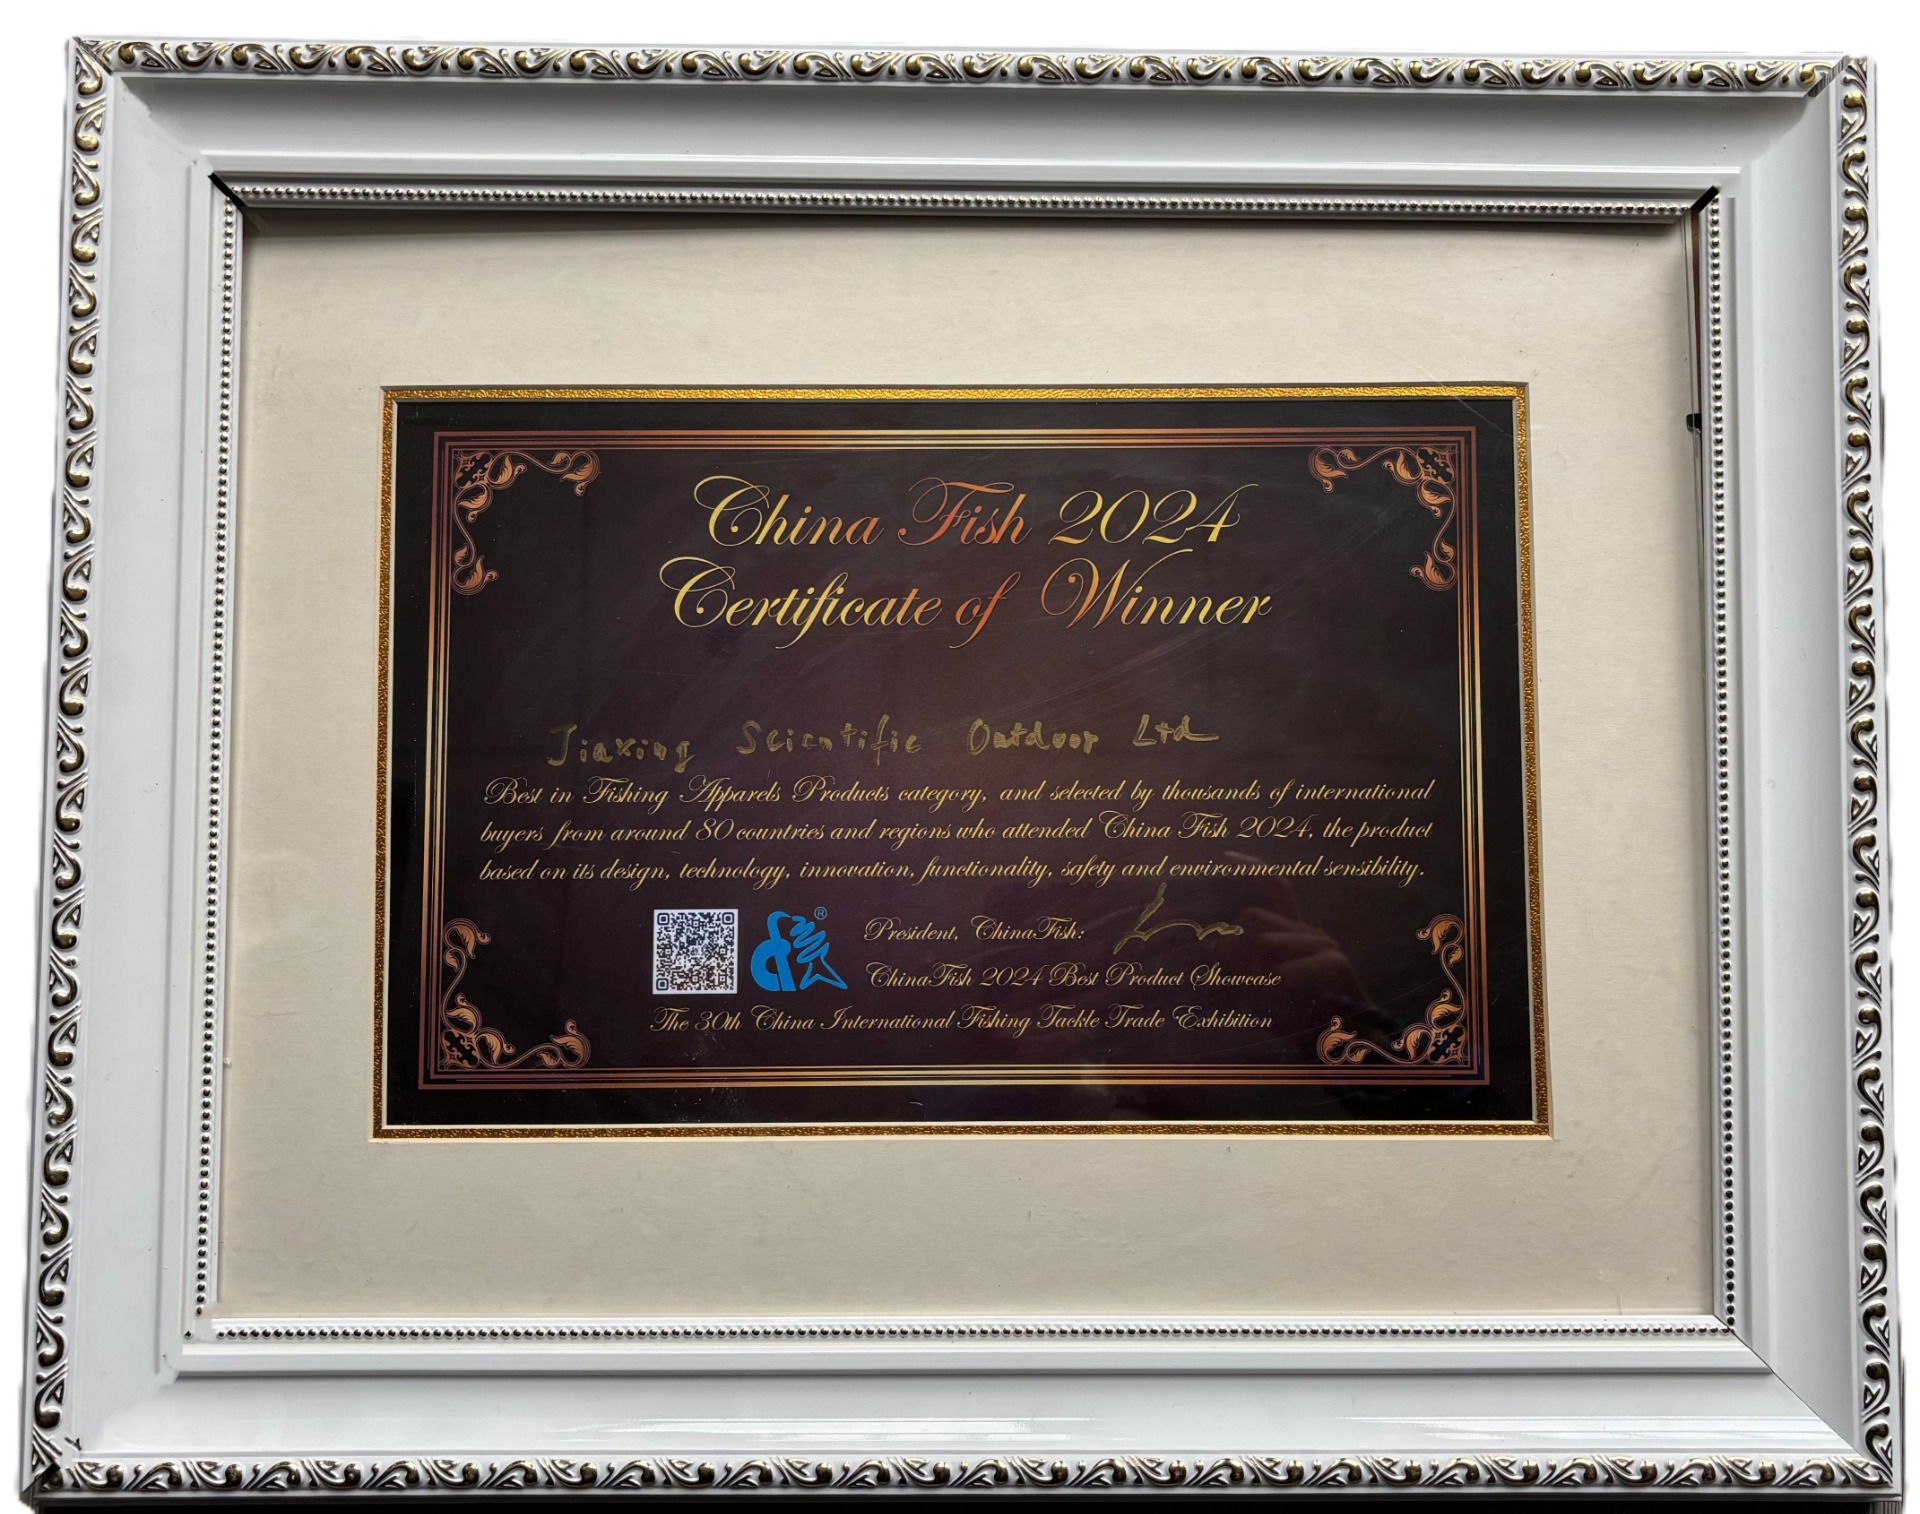 China Fish 2024
Certificate of Winner
Jiaxing Scientific Outdoor Ltd
Best in Fishing Apparels Products category, and selected by thousands of international
buyers from around 80 countries and regions who attended China Fish 2024, the product
based on its design, technology, innovation, functionality, safety and environmental sensibility.
®
President, ChinaFish:
ChinaFish 2024 Best Product Showcase
The 30th China International Fishing Tackle Trade Exhibition